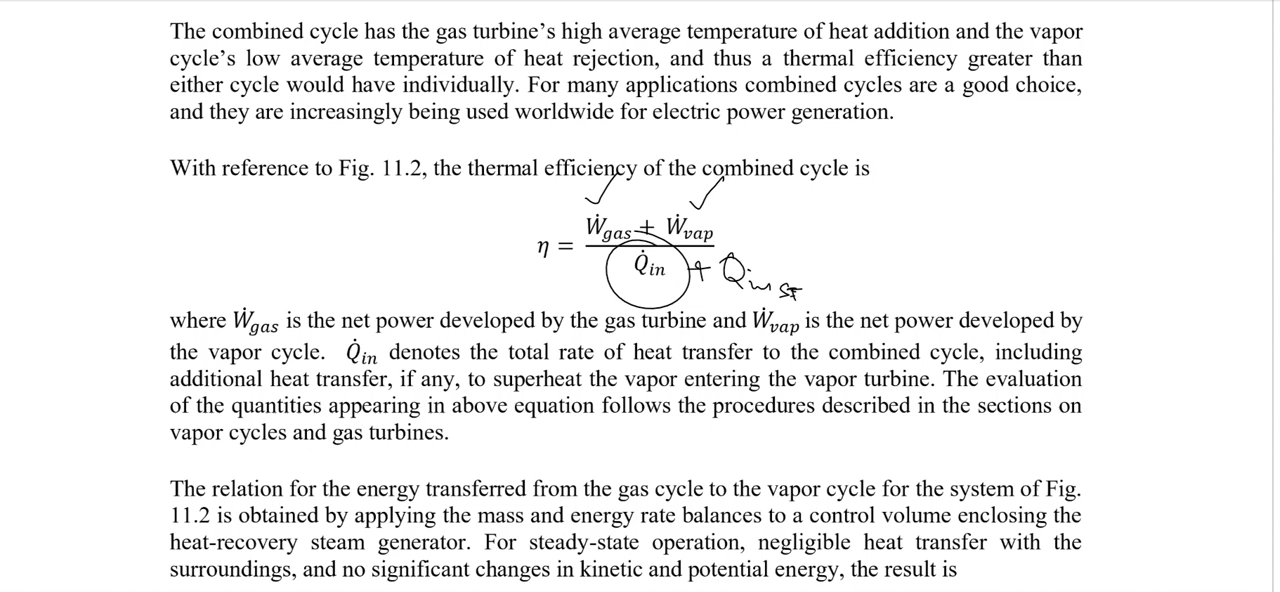 The combined cycle has the gas turbine's high average temperature of heat addition and the vapor
cycle's low average temperature of heat rejection, and thus a thermal efficiency greater than
either cycle would have individually. For many applications combined cycles are a good choice,
and they are increasingly being used worldwide for electric power generation.
With reference to Fig. 11.2, the thermal efficiency of the combined cycle is
η = (Ẇgas + Ẇvap) / Q̇in + Q̇in SF
where Ẇgas is the net power developed by the gas turbine and Ẇvap is the net power developed by
the vapor cycle. Q̇in denotes the total rate of heat transfer to the combined cycle, including
additional heat transfer, if any, to superheat the vapor entering the vapor turbine. The evaluation
of the quantities appearing in above equation follows the procedures described in the sections on
vapor cycles and gas turbines.
The relation for the energy transferred from the gas cycle to the vapor cycle for the system of Fig.
11.2 is obtained by applying the mass and energy rate balances to a control volume enclosing the
heat-recovery steam generator. For steady-state operation, negligible heat transfer with the
surroundings, and no significant changes in kinetic and potential energy, the result is